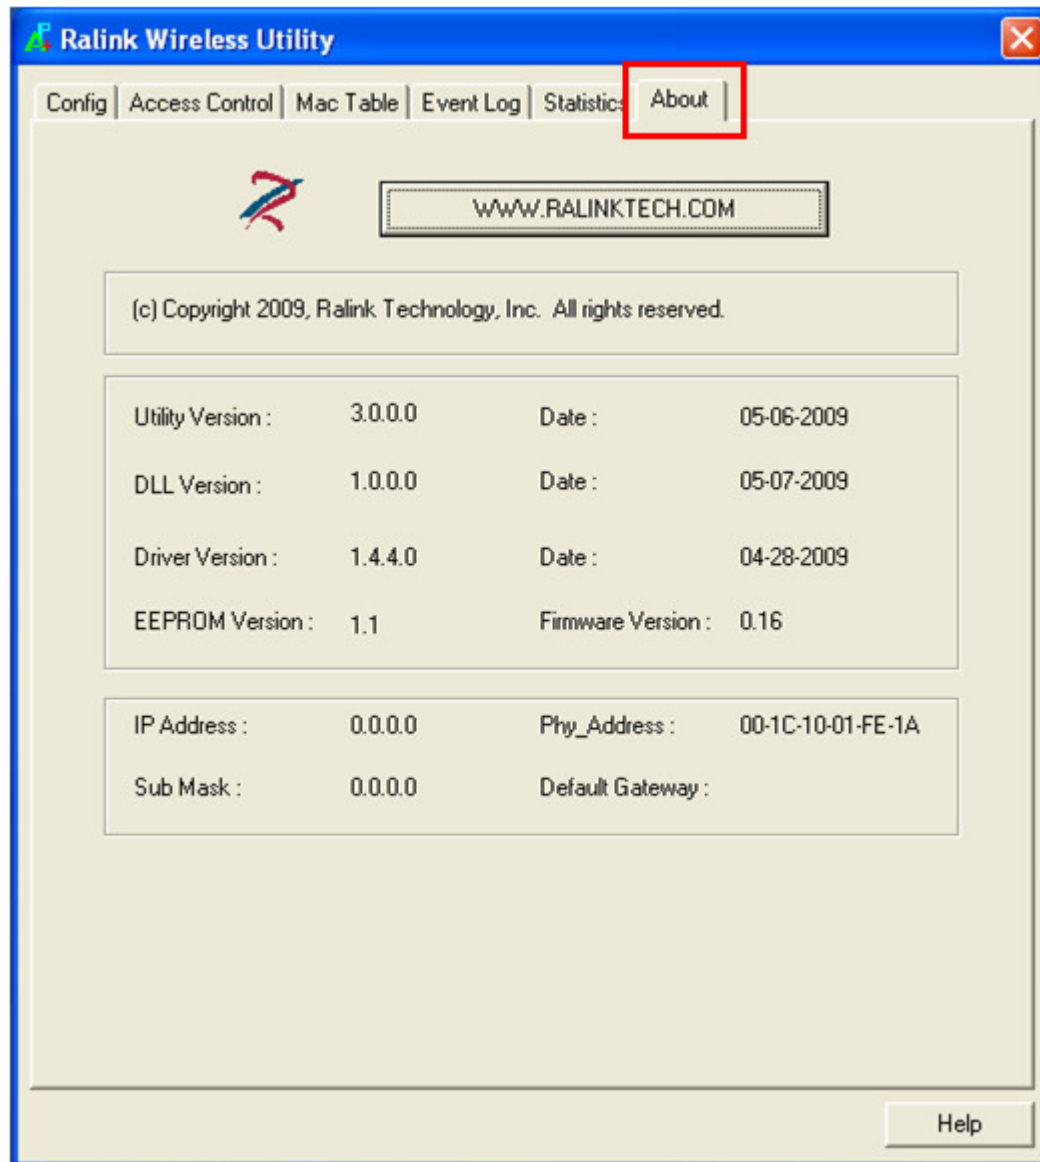 Ralink Wireless Utility
Config Access Control Mac Table Event Log Statistics About
WWW.RALINKTECH.COM
(c) Copyright 2009, Ralink Technology, Inc. All rights reserved.
Utility Version : 3.0.0.0 Date : 05-06-2009
DLL Version : 1.0.0.0 Date : 05-07-2009
Driver Version : 1.4.4.0 Date : 04-28-2009
EEPROM Version : 1.1 Firmware Version : 0.16
IP Address : 0.0.0.0 Phy_Address : 00-1C-10-01-FE-1A
Sub Mask : 0.0.0.0 Default Gateway :
Help